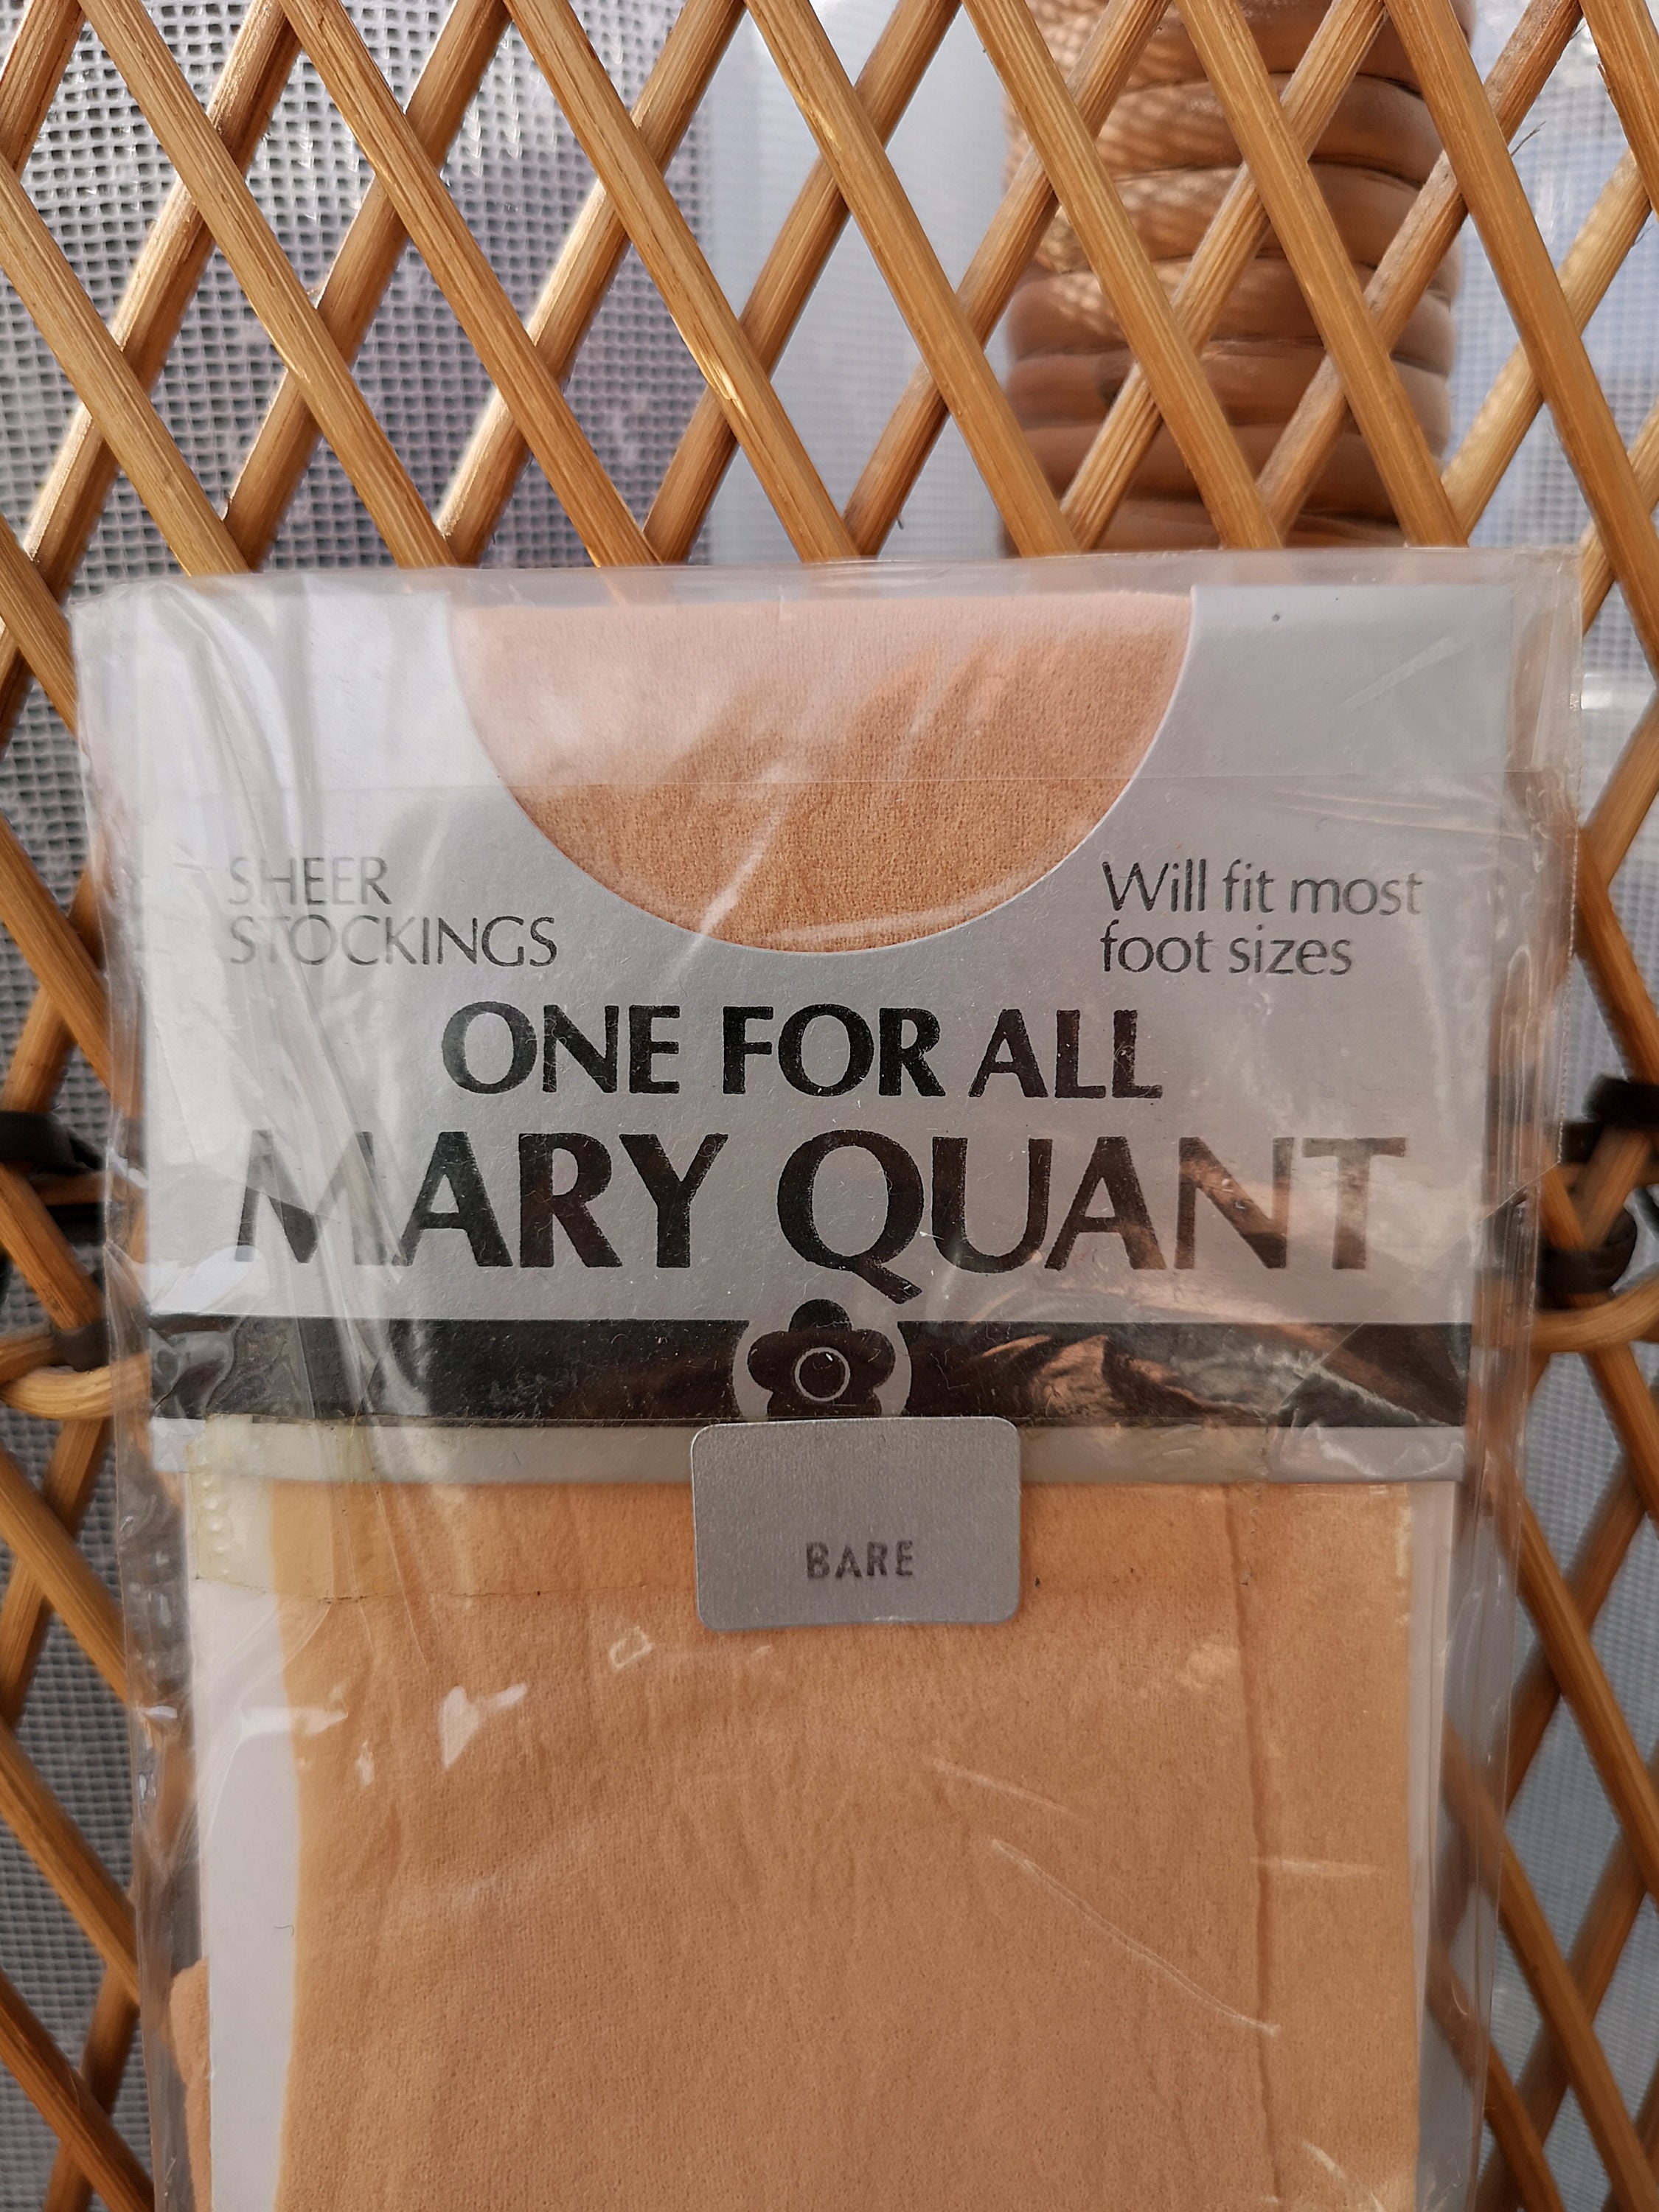 SHEER
STOCKINGS
Will fit most
foot sizes
ONE FOR ALL
MARY QUANT
BARE